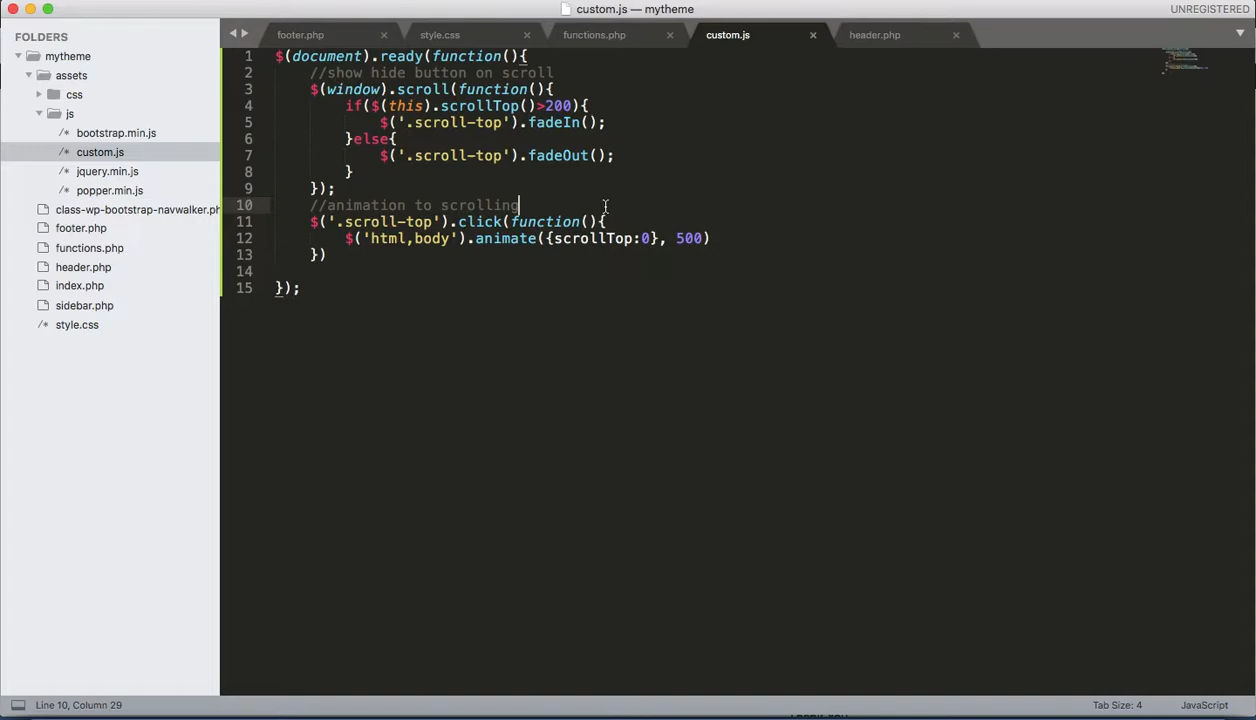 custom.js — mytheme
UNREGISTERED
FOLDERS
mytheme
assets
css
js
/* bootstrap.min.js
/* custom.js
/* jquery.min.js
/* popper.min.js
class-wp-bootstrap-navwalker.ph
footer.php
functions.php
header.php
index.php
sidebar.php
/* style.css
footer.php ×
style.css ×
functions.php ×
custom.js ×
header.php ×
1 $(document).ready(function(){
2 //show hide button on scroll
3 $(window).scroll(function(){
4 if($(this).scrollTop()>200){
5 $('.scroll-top').fadeIn();
6 }else{
7 $('.scroll-top').fadeOut();
8 }
9 });
10 //animation to scrolling
11 $('.scroll-top').click(function(){
12 $('html,body').animate({scrollTop:0}, 500)
13 })
14
15 });
Line 10, Column 29
Tab Size: 4
JavaScript